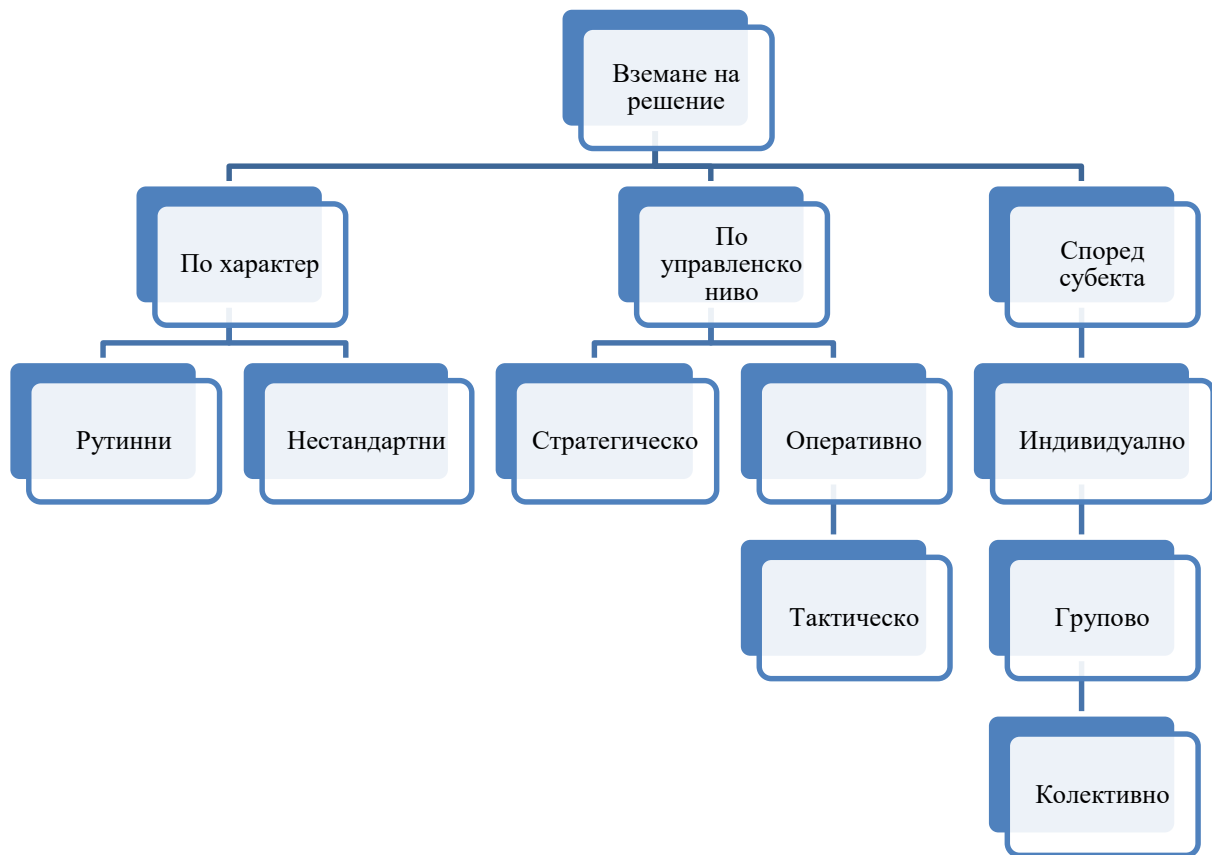 Вземане на
решение
По характер
По
управленско
ниво
Според
субекта
Рутинни
Нестандартни
Стратегическо
Оперативно
Индивидуално
Тактическо
Групово
Колективно